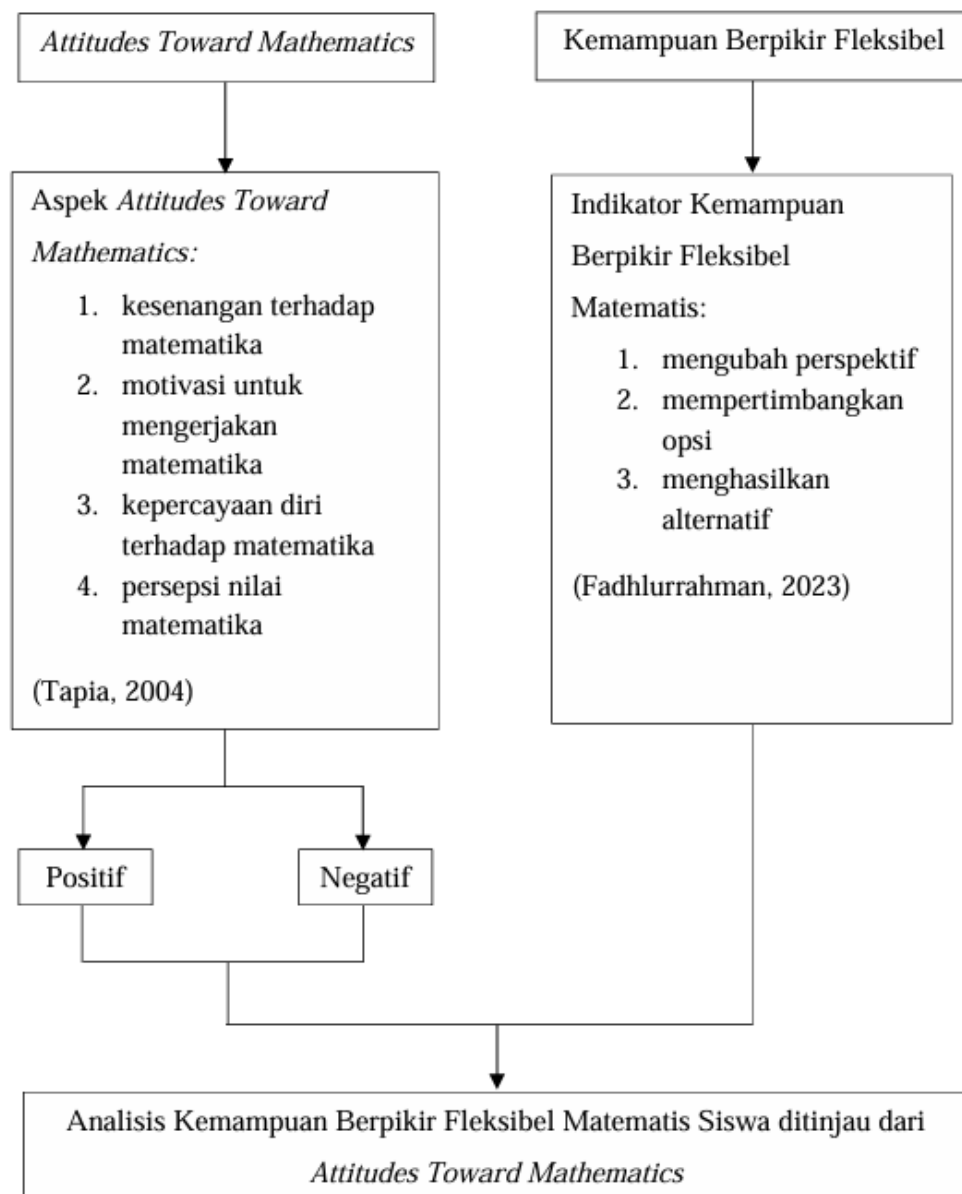 Attitudes Toward Mathematics
Kemampuan Berpikir Fleksibel
Aspek Attitudes Toward
Mathematics:
1. kesenangan terhadap
matematika
2. motivasi untuk
mengerjakan
matematika
3. kepercayaan diri
terhadap matematika
4. persepsi nilai
matematika
(Tapia, 2004)
Indikator Kemampuan
Berpikir Fleksibel
Matematis:
1. mengubah perspektif
2. mempertimbangkan
opsi
3. menghasilkan
alternatif
(Fadhlurrahman, 2023)
Positif
Negatif
Analisis Kemampuan Berpikir Fleksibel Matematis Siswa ditinjau dari
Attitudes Toward Mathematics